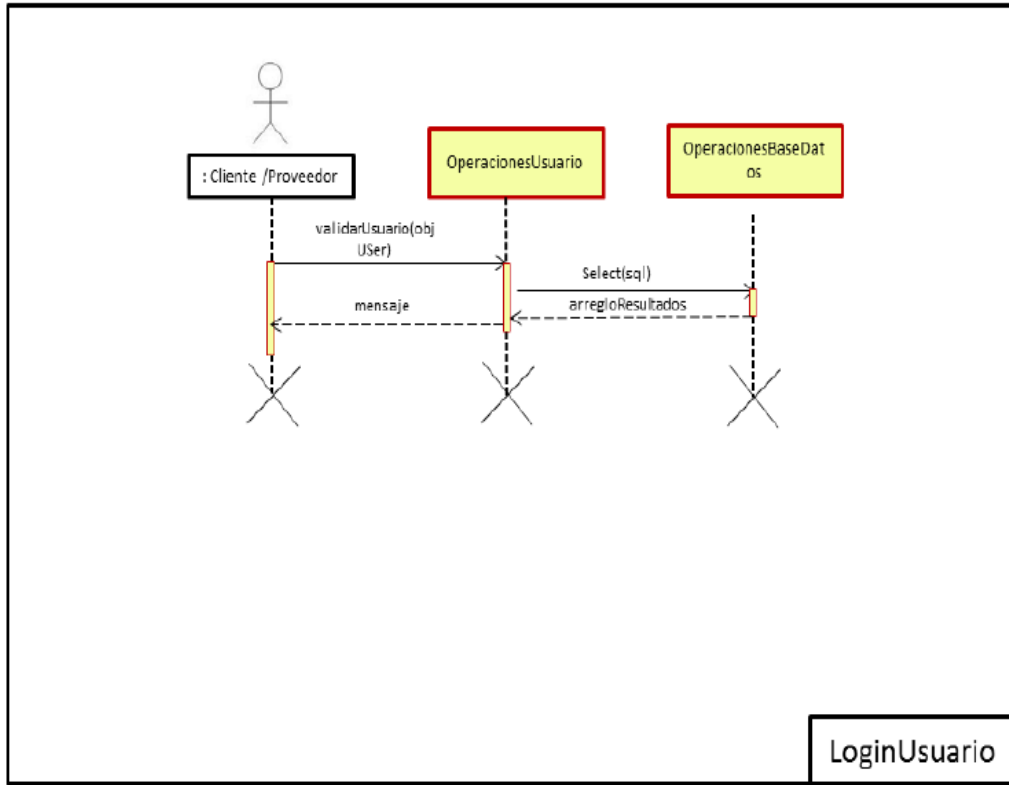 : Cliente /Proveedor
OperacionesUsuario
OperacionesBaseDat
os
validarUsuario(obj
USer)
Select(sql)
mensaje
arregloResultados
LoginUsuario